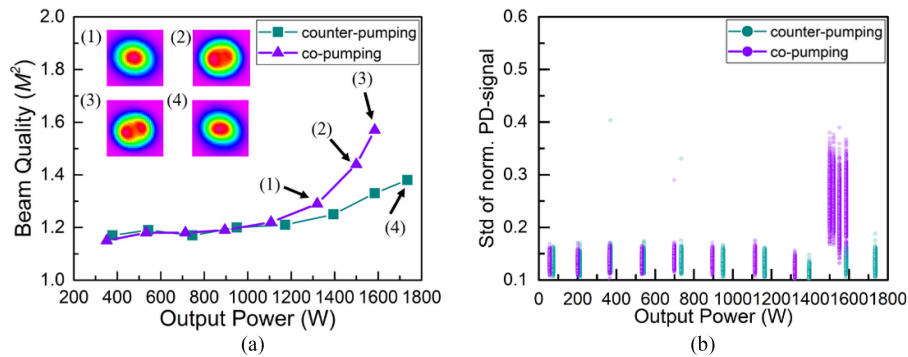 (a)
2.0
1.8
1.6
1.4
1.2
1.0
Beam Quality (M²)
(1)
(2)
(3)
(4)
counter-pumping
co-pumping
(3)
(2)
(1)
(4)
200 400 600 800 1000 1200 1400 1600 1800
Output Power (W)
(a)
(b)
0.6
0.5
0.4
0.3
0.2
0.1
Std of norm. PD-signal
counter-pumping
co-pumping
0 200 400 600 800 1000 1200 1400 1600 1800
Output Power (W)
(b)